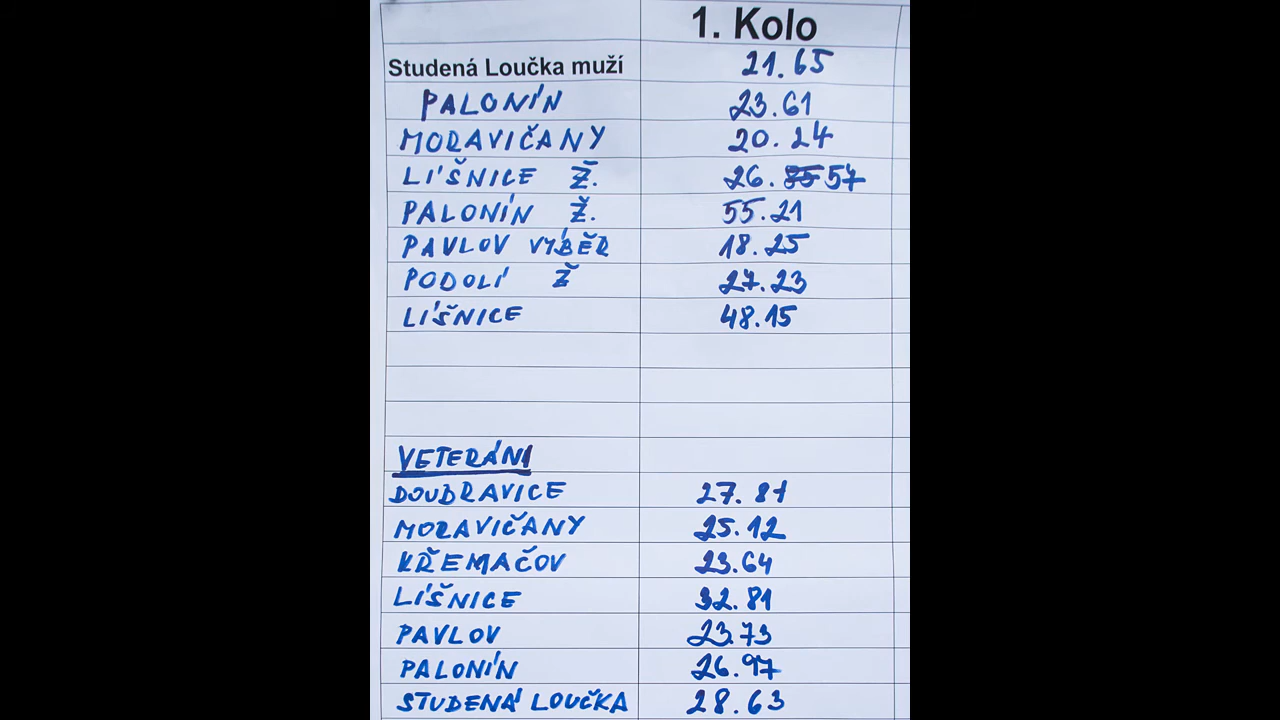 1. Kolo
Studená Loučka muží 21.65
PALONÍN 23.61
MORAVIČANY 20.24
LÍŠNICE Ž. 26.85 57
PALONÍN Ž. 55.21
PAVLOV VÝBĚR 18.25
PODOLÍ Ž 27.23
LÍŠNICE 48.15
VETERÁNI
DOUBRAVICE 27.81
MORAVIČANY 25.12
KŘEMAČOV 23.64
LÍŠNICE 32.81
PAVLOV 23.73
PALONÍN 26.97
STUDENÁ LOUČKA 28.63